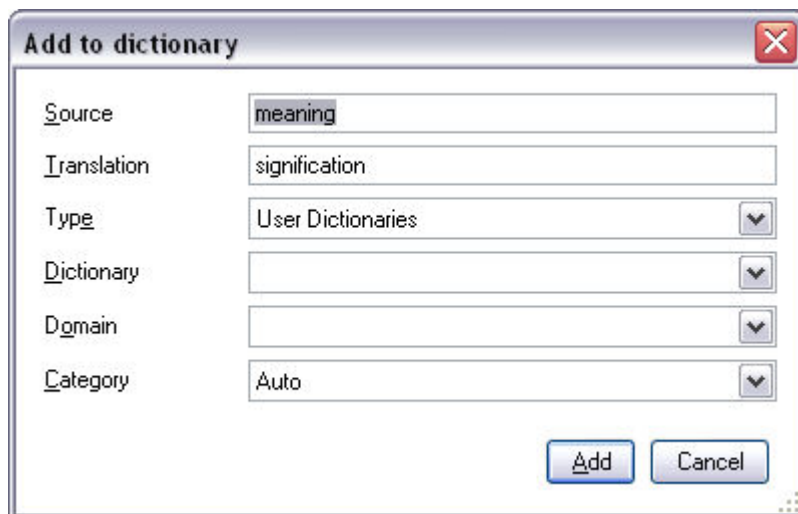 Add to dictionary
Source meaning
Translation signification
Type User Dictionaries
Dictionary
Domain
Category Auto
Add Cancel